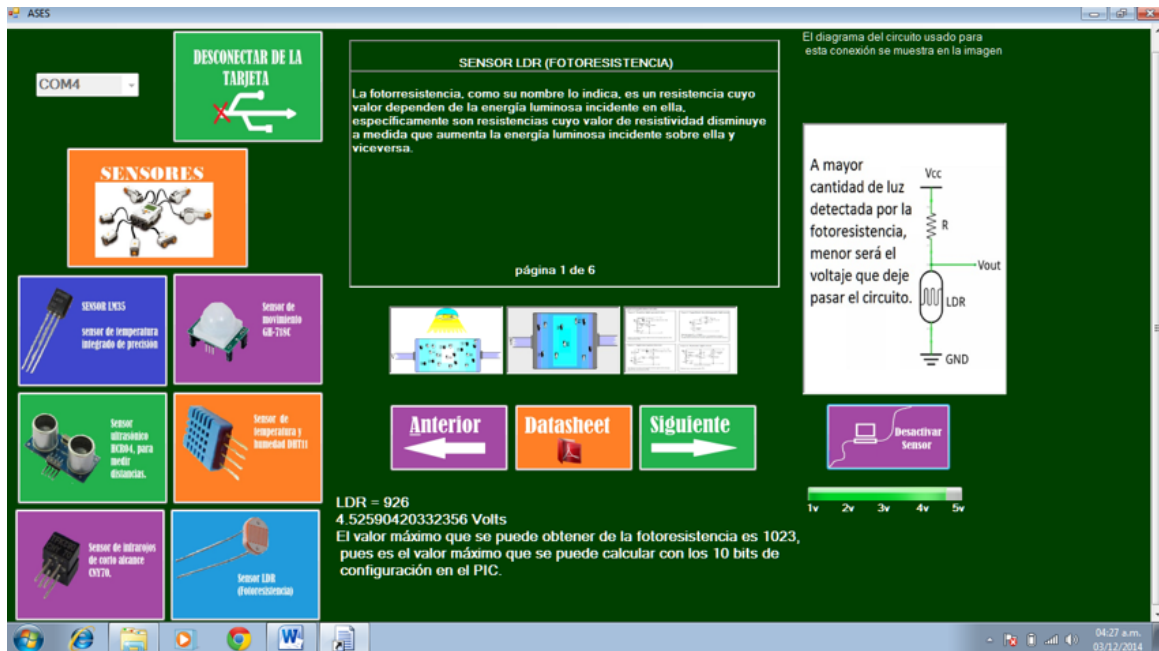 ASES
COM4
DESCONECTAR DE LA
TARJETA
SENSORES
SENSOR LM35
sensor de temperatura
integrado de precisión
Sensor de
movimiento
GH-718C
Sensor
ultrasónico
HCR04, para
medir
distancias.
Sensor de
temperatura y
humedad DHT11
Sensor de infrarojos
de corto alcance
CNY70.
Sensor LDR
(Fotoresistencia)
SENSOR LDR (FOTORESISTENCIA)
La fotorresistencia, como su nombre lo indica, es un resistencia cuyo
valor dependen de la energía luminosa incidente en ella,
específicamente son resistencias cuyo valor de resistividad disminuye
a medida que aumenta la energía luminosa incidente sobre ella y
viceversa.
página 1 de 6
Anterior
Datasheet
Siguiente
LDR = 926
4.52590420332356 Volts
El valor máximo que se puede obtener de la fotoresistencia es 1023,
pues es el valor máximo que se puede calcular con los 10 bits de
configuración en el PIC.
El diagrama del circuito usado para
esta conexión se muestra en la imagen
A mayor
cantidad de luz
detectada por la
fotoresistencia,
menor será el
voltaje que deje
pasar el circuito.
Vcc
R
Vout
LDR
GND
Desactivar
Sensor
1v 2v 3v 4v 5v
04:27 a.m.
03/12/2014